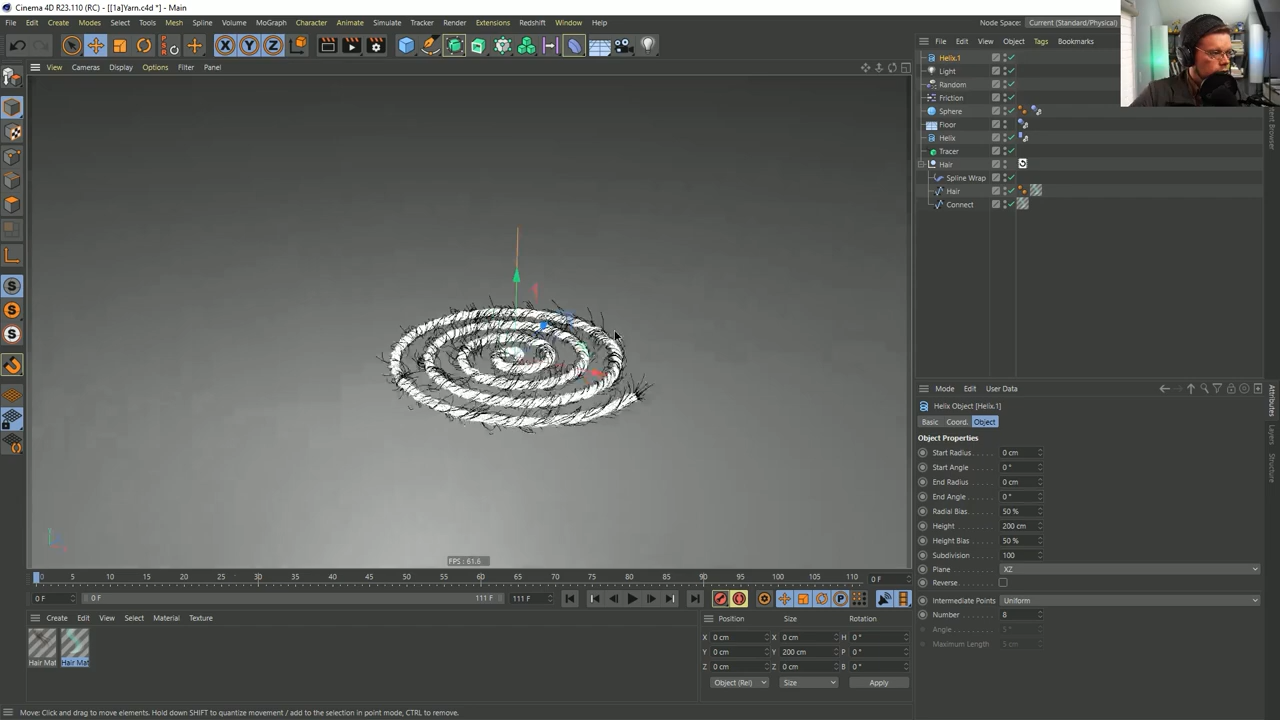 Cinema 4D R23.110 (RC) - [[1a]Yarn.c4d *] - Main
File Edit Create Modes Select Tools Mesh Spline Volume MoGraph Character Animate Simulate Tracker Render Extensions Redshift Window Help
Node Space: Current (Standard/Physical)
X Y Z
File Edit View Object Tags Bookmarks
View Cameras Display Options Filter Panel
Helix.1
Light
Random
Friction
Sphere
Floor
Helix
Tracer
Hair
Spline Wrap
Hair
Connect
Mode Edit User Data
Helix Object [Helix.1]
Basic Coord. Object
Object Properties
Start Radius 0 cm
Start Angle 0 °
End Radius 0 cm
End Angle 0 °
Radial Bias 50 %
Height 200 cm
Height Bias 50 %
Subdivision 100
Plane XZ
Reverse
Intermediate Points Uniform
Number 8
Angle 5 °
Maximum Length 5 cm
Attributes
Layers
Structure
FPS : 61.6
0 5 10 15 20 25 30 35 40 45 50 55 60 65 70 75 80 85 90 95 100 105 110
0 F
0 F 0 F 111 F 111 F
Create Edit View Select Material Texture
Hair Mat Hair Mat
Position Size Rotation
X 0 cm X 0 cm H 0 °
Y 0 cm Y 200 cm P 0 °
Z 0 cm Z 0 cm B 0 °
Object (Rel) Size Apply
Move: Click and drag to move elements. Hold down SHIFT to quantize movement / add to the selection in point mode, CTRL to remove.